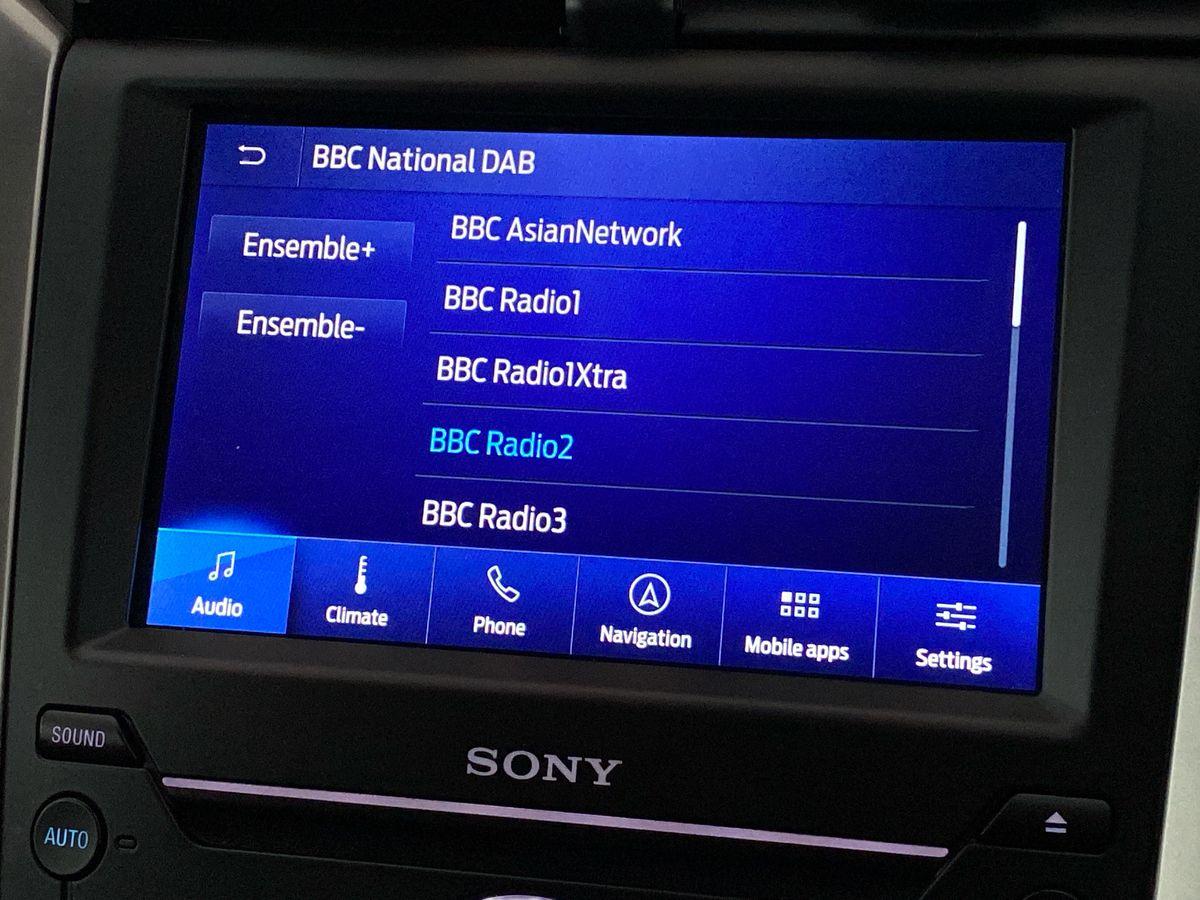 BBC National DAB
Ensemble+
Ensemble-
BBC AsianNetwork
BBC Radio1
BBC Radio1Xtra
BBC Radio2
BBC Radio3
Audio
Climate
Phone
Navigation
Mobile apps
Settings
SOUND
SONY
AUTO